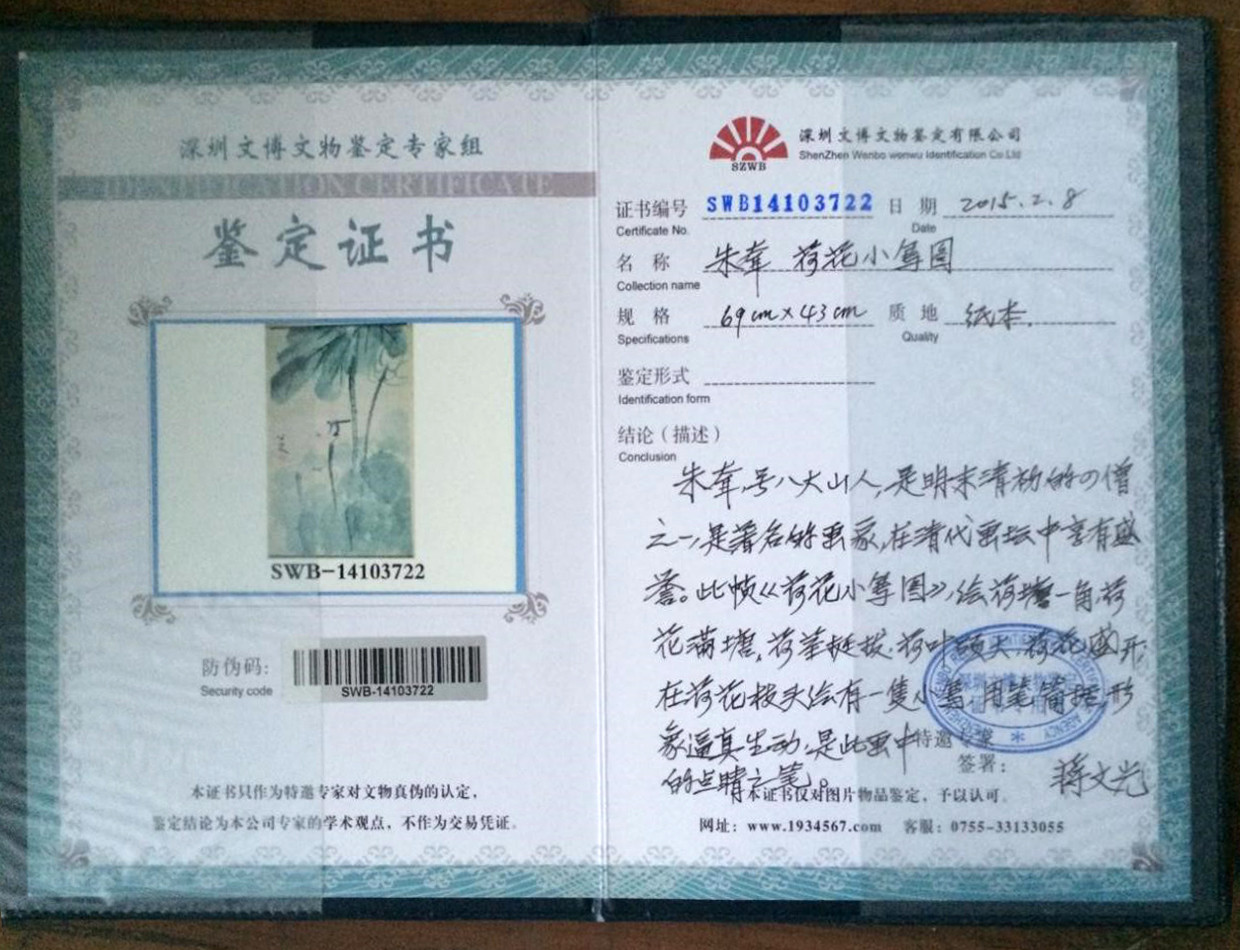 深圳文博文物鉴定专家组
IDENTIFICATION CERTIFICATE
鉴定证书
SWB-14103722
防伪码：
Security code
SWB-14103722
本证书只作为特邀专家对文物真伪的认定，
鉴定结论为本公司专家的学术观点，不作为交易凭证。
SZWB
深圳文博文物鉴定有限公司
ShenZhen Wenbo wenwu Identification Co Ltd
证书编号 SWB14103722 日 期 2015.2.8
Certificate No. Date
名 称 朱耷 荷花小鸟图
Collection name
规 格 69cm×43cm 质 地 纸本.
Specifications Quality
鉴定形式
Identification form
结论（描述）
Conclusion
朱耷,号八大山人,是明末清初的四僧
之一,是著名的画家,在清代画坛中享有盛
誉。此帧《荷花小鸟图》,绘荷塘一角荷
花满塘,荷茎挺拔,荷叶硕大,荷花盛开
在荷花枝头绘有一隻小鸟,用笔简括,形
象逼真生动,是此画中
的点睛之笔。
特邀专家
签署： 蒋文光
本证书仅对图片物品鉴定，予以认可。
网址：www.1934567.com 客服：0755-33133055